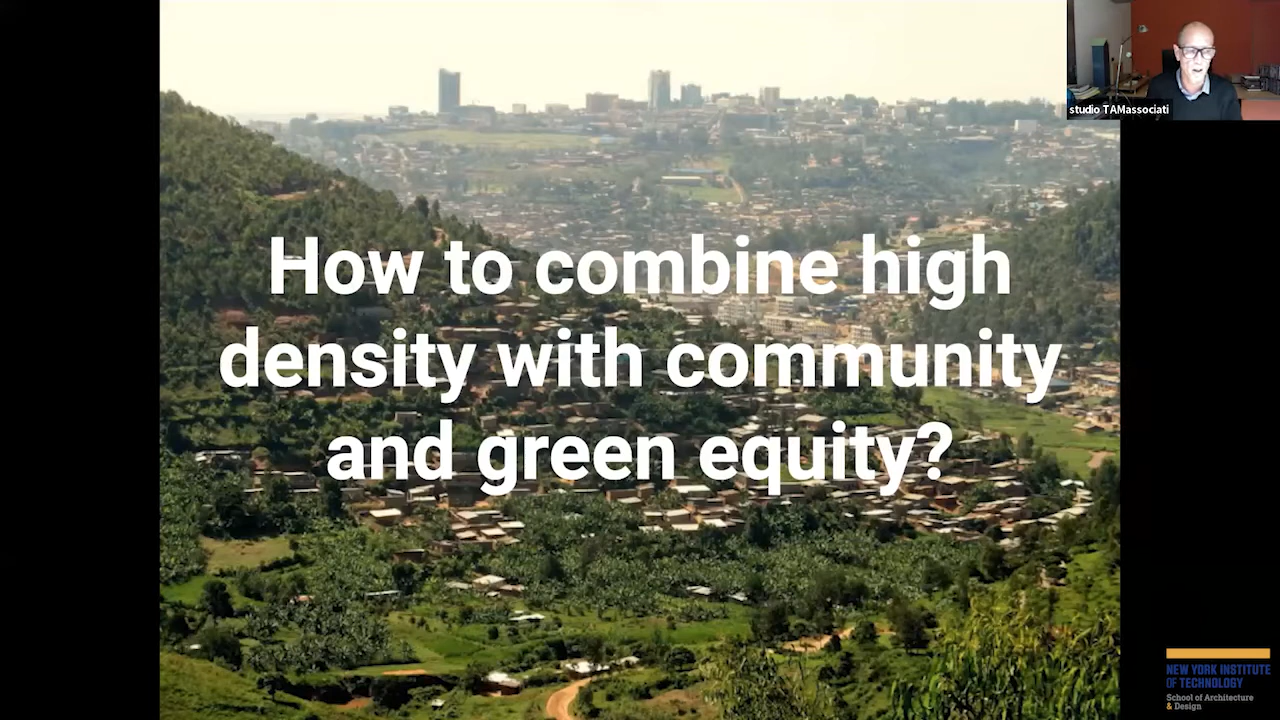 studio TAMassociati
How to combine high
density with community
and green equity?
NEW YORK INSTITUTE
OF TECHNOLOGY
School of Architecture
& Design